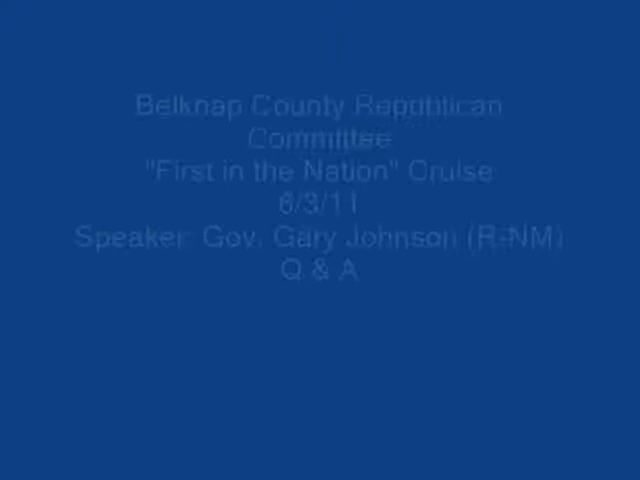 Belknap County Republican
Committee
"First in the Nation" Cruise
6/3/11
Speaker: Gov. Gary Johnson (R-NM)
Q & A